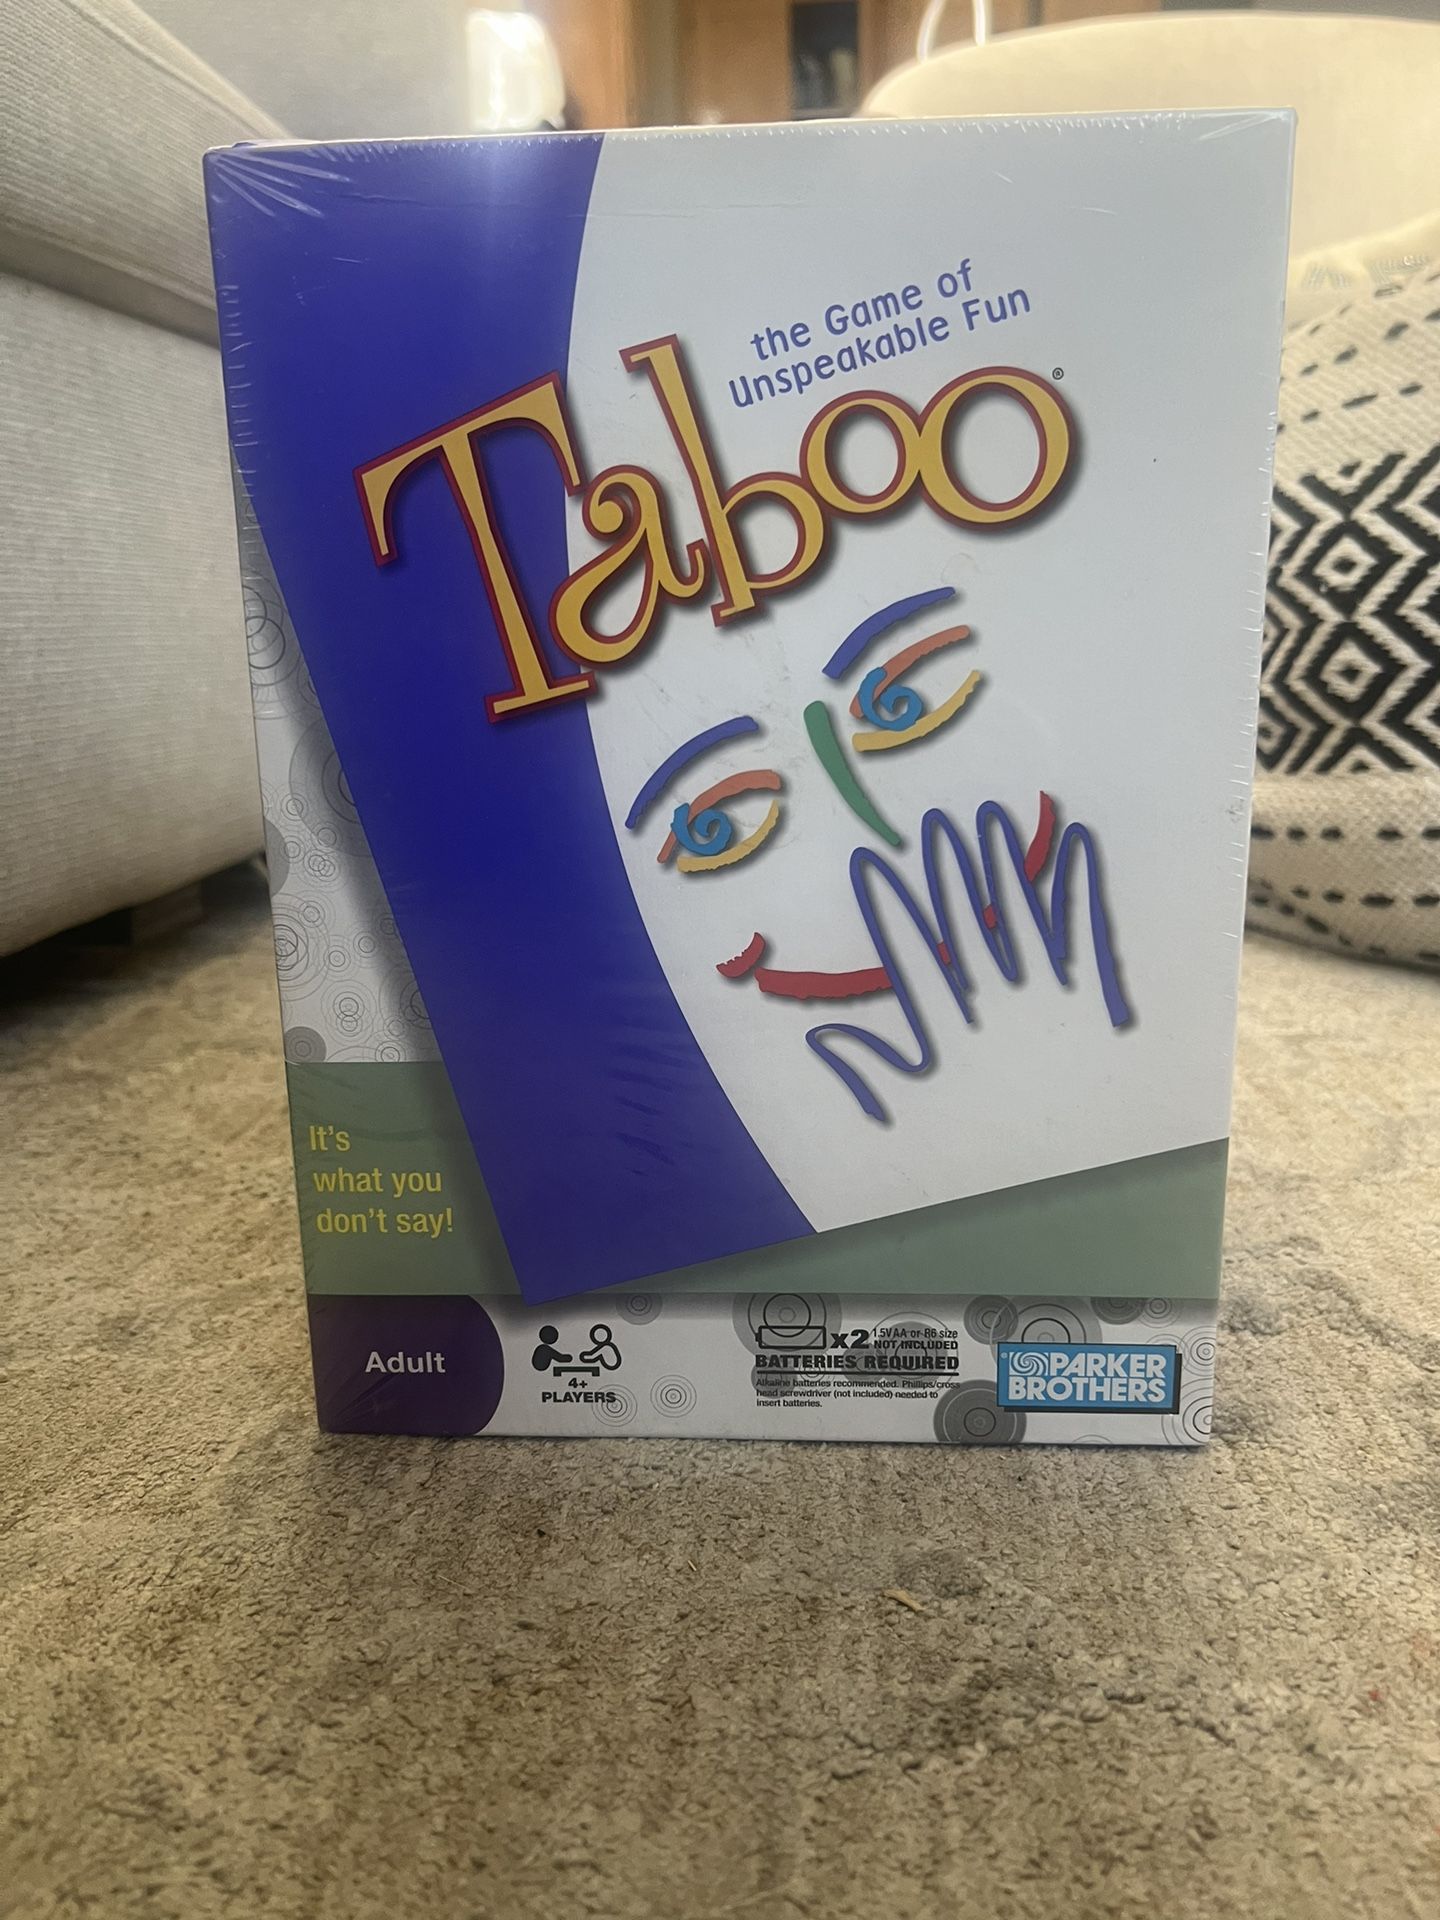 the Game of
Unspeakable Fun
Taboo®
It's
what you
don't say!
Adult
4+
PLAYERS
x2 1.5V AA or R6 size
NOT INCLUDED
BATTERIES REQUIRED
Alkaline batteries recommended. Phillips/cross
head screwdriver (not included) needed to
insert batteries.
PARKER
BROTHERS